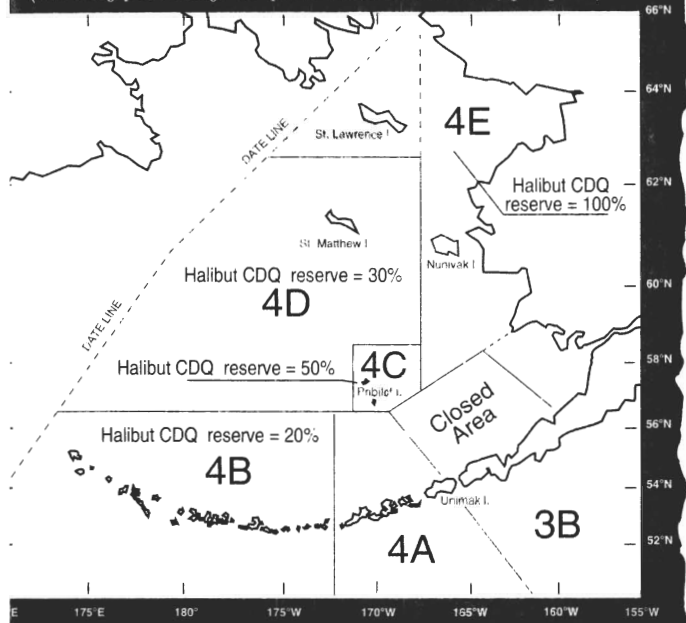 66°N
64°N
4E
St. Lawrence I
DATE LINE
62°N
Halibut CDQ
reserve = 100%
St. Matthew I
Nunivak I
Halibut CDQ reserve = 30%
4D
60°N
DATE LINE
Halibut CDQ reserve = 50%
4C
Pribilof I.
58°N
Closed
Area
56°N
Halibut CDQ reserve = 20%
4B
54°N
Unimak I.
4A
3B
52°N
E
175°E
180°
175°W
170°W
165°W
160°W
155°W